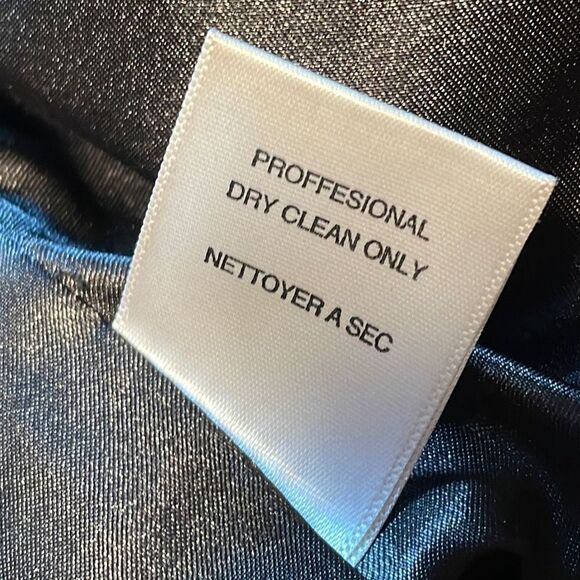 PROFFESIONAL
DRY CLEAN ONLY
NETTOYER A SEC